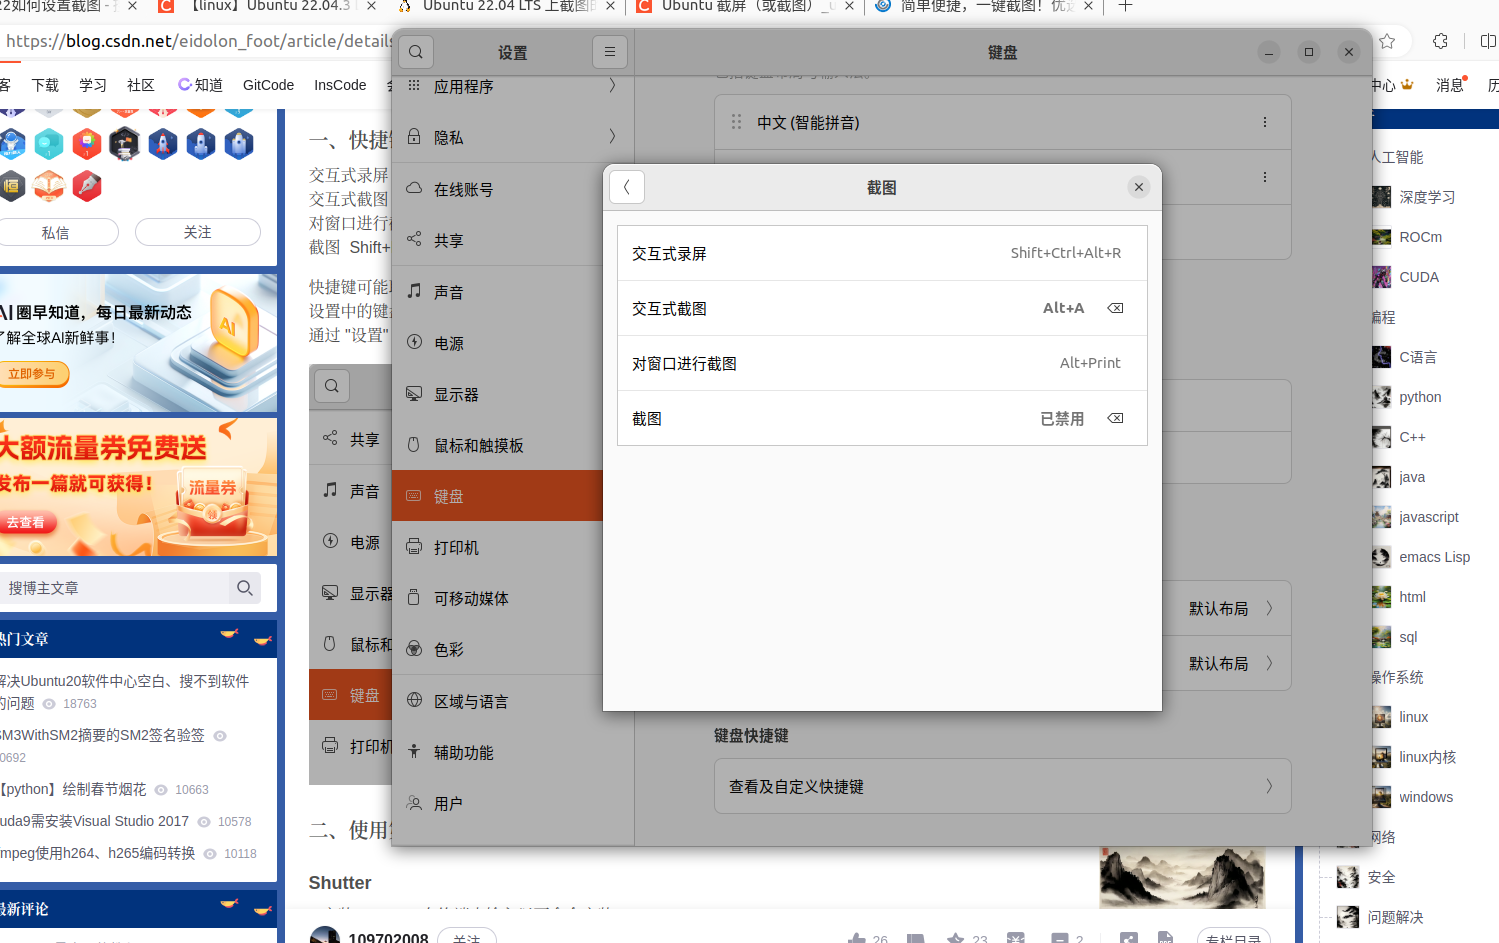 22如何设置截图 -
【linux】Ubuntu 22.04.3
Ubuntu 22.04 LTS 上截图
Ubuntu 截屏（或截图）_u
简单便捷，一键截图！优
https://blog.csdn.net/eidolon_foot/article/details
客
下载
学习
社区
知道
GitCode
InsCode
中心
消息
历
私信
关注
AI圈早知道，每日最新动态
了解全球AI新鲜事！
立即参与
AI
大额流量券免费送
发布一篇就可获得！
去查看
流量券
搜博主文章
热门文章
解决Ubuntu20软件中心空白、搜不到软件
的问题 18763
SM3WithSM2摘要的SM2签名验签
0692
【python】绘制春节烟花 10663
uda9需安装Visual Studio 2017 10578
mpeg使用h264、h265编码转换 10118
最新评论
一、快捷
交互式录屏
交互式截图
对窗口进行
截图 Shift+
快捷键可能
设置中的键
通过 "设置"
共享
声音
电源
显示器
鼠标和
键盘
打印机
二、使用
Shutter
109702008
关注
26
23
2
专栏目录
设置
应用程序
隐私
在线账号
共享
声音
电源
显示器
鼠标和触摸板
键盘
打印机
可移动媒体
色彩
区域与语言
辅助功能
用户
键盘
中文 (智能拼音)
默认布局
默认布局
键盘快捷键
查看及自定义快捷键
截图
交互式录屏 Shift+Ctrl+Alt+R
交互式截图 Alt+A
对窗口进行截图 Alt+Print
截图 已禁用
人工智能
深度学习
ROCm
CUDA
编程
C语言
python
C++
java
javascript
emacs Lisp
html
sql
操作系统
linux
linux内核
windows
网络
安全
问题解决